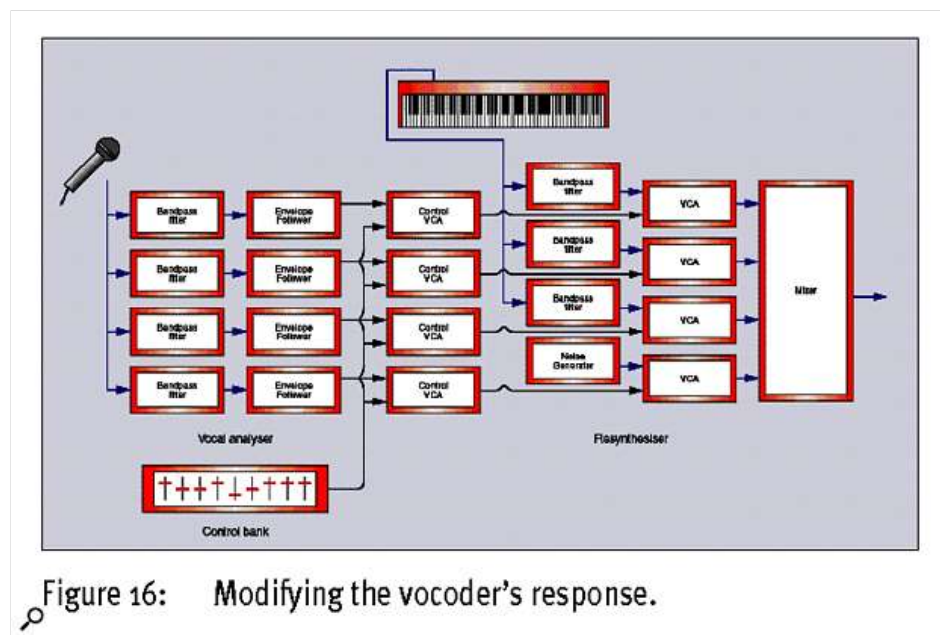 Bandpass
filter
VCA
Bandpass
filter
Envelope
Follower
Control
VCA
Bandpass
filter
VCA
Bandpass
filter
Envelope
Follower
Control
VCA
Mixer
Bandpass
filter
VCA
Bandpass
filter
Envelope
Follower
Control
VCA
Noise
Generator
VCA
Bandpass
filter
Envelope
Follower
Control
VCA
Vocal analyser
Resynthesiser
Control bank
Figure 16: Modifying the vocoder's response.